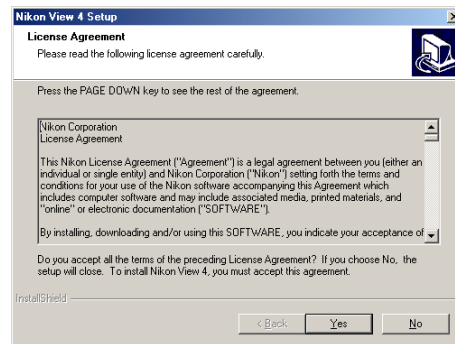 Nikon View 4 Setup
License Agreement
Please read the following license agreement carefully.
Press the PAGE DOWN key to see the rest of the agreement.
Nikon Corporation
License Agreement
This Nikon License Agreement ("Agreement") is a legal agreement between you (either an
individual or single entity) and Nikon Corporation ("Nikon") setting forth the terms and
conditions for your use of the Nikon software accompanying this Agreement which
includes computer software and may include associated media, printed materials, and
"online" or electronic documentation ("SOFTWARE").
By installing, downloading and/or using this SOFTWARE, you indicate your acceptance of
Do you accept all the terms of the preceding License Agreement? If you choose No, the
setup will close. To install Nikon View 4, you must accept this agreement.
InstallShield
< Back Yes No